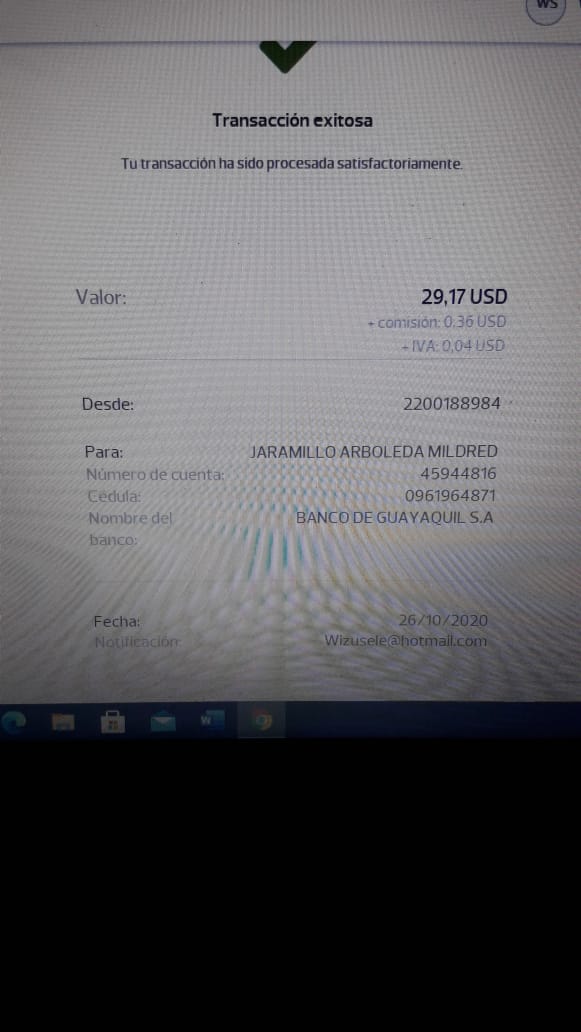 WS
Transacción exitosa
Tu transacción ha sido procesada satisfactoriamente.
Valor: 29,17 USD
+ comisión: 0.36 USD
+ IVA: 0,04 USD
Desde: 2200188984
Para: JARAMILLO ARBOLEDA MILDRED
Número de cuenta: 45944816
Cédula: 0961964871
Nombre del BANCO DE GUAYAQUIL S.A
banco:
Fecha: 26/10/2020
Notificación: Wizusele@hotmail.com